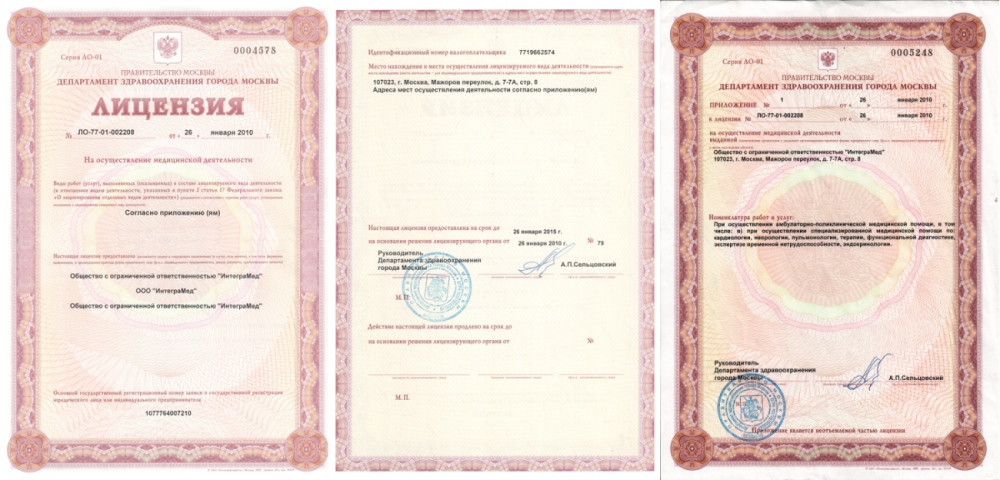 Серия ЛО-01
0004578
ПРАВИТЕЛЬСТВО МОСКВЫ
ДЕПАРТАМЕНТ ЗДРАВООХРАНЕНИЯ ГОРОДА МОСКВЫ
ЛИЦЕНЗИЯ
№ ЛО-77-01-002208 от « 26 » января 2010 г.
На осуществление медицинской деятельности
Виды работ (услуг), выполняемых (оказываемых) в составе лицензируемого вида деятельности
(в отношении видов деятельности, указанных в пункте 2 статьи 17 Федерального закона
«О лицензировании отдельных видов деятельности»)
Согласно приложению (ям)
Настоящая лицензия предоставлена
Общество с ограниченной ответственностью "ИнтеграМед"
ООО "ИнтеграМед"
Общество с ограниченной ответственностью "ИнтеграМед"
Основной государственный регистрационный номер записи о государственной регистрации
юридического лица или индивидуального предпринимателя
1077764007210
Идентификационный номер налогоплательщика 7719662574
Место нахождения и места осуществления лицензируемого вида деятельности
107023, г. Москва, Мажоров переулок, д. 7-7А, стр. 8
Адреса мест осуществления деятельности согласно приложению(ям)
Настоящая лицензия предоставлена на срок до 26 января 2015 г.
на основании решения лицензирующего органа от 26 января 2010 г. № 79
Руководитель
Департамента здравоохранения
города Москвы
А.П.Сельцовский
М.П.
Действие настоящей лицензии продлено на срок до
на основании решения лицензирующего органа от №
М.П.
Серия ЛО-01
0005248
ПРАВИТЕЛЬСТВО МОСКВЫ
ДЕПАРТАМЕНТ ЗДРАВООХРАНЕНИЯ ГОРОДА МОСКВЫ
ПРИЛОЖЕНИЕ № 1 от « 26 » января 2010
к лицензии № ЛО-77-01-002208 от « 26 » января 2010
на осуществление медицинской деятельности
выданной
Общество с ограниченной ответственностью "ИнтеграМед"
107023, г. Москва, Мажоров переулок, д. 7-7А, стр. 8
Номенклатура работ и услуг:
При осуществлении амбулаторно-поликлинической медицинской помощи, в том
числе: в) при осуществлении специализированной медицинской помощи по:
кардиологии, неврологии, пульмонологии, терапии, функциональной диагностике,
экспертизе временной нетрудоспособности, эндокринологии.
Руководитель
Департамента здравоохранения
города Москвы
А.П.Сельцовский
Приложение является неотъемлемой частью лицензии